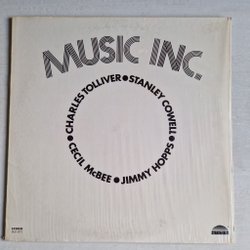 MUSIC INC.
CHARLES TOLLIVER • STANLEY COWELL • JIMMY HOPPS • CECIL McBEE •